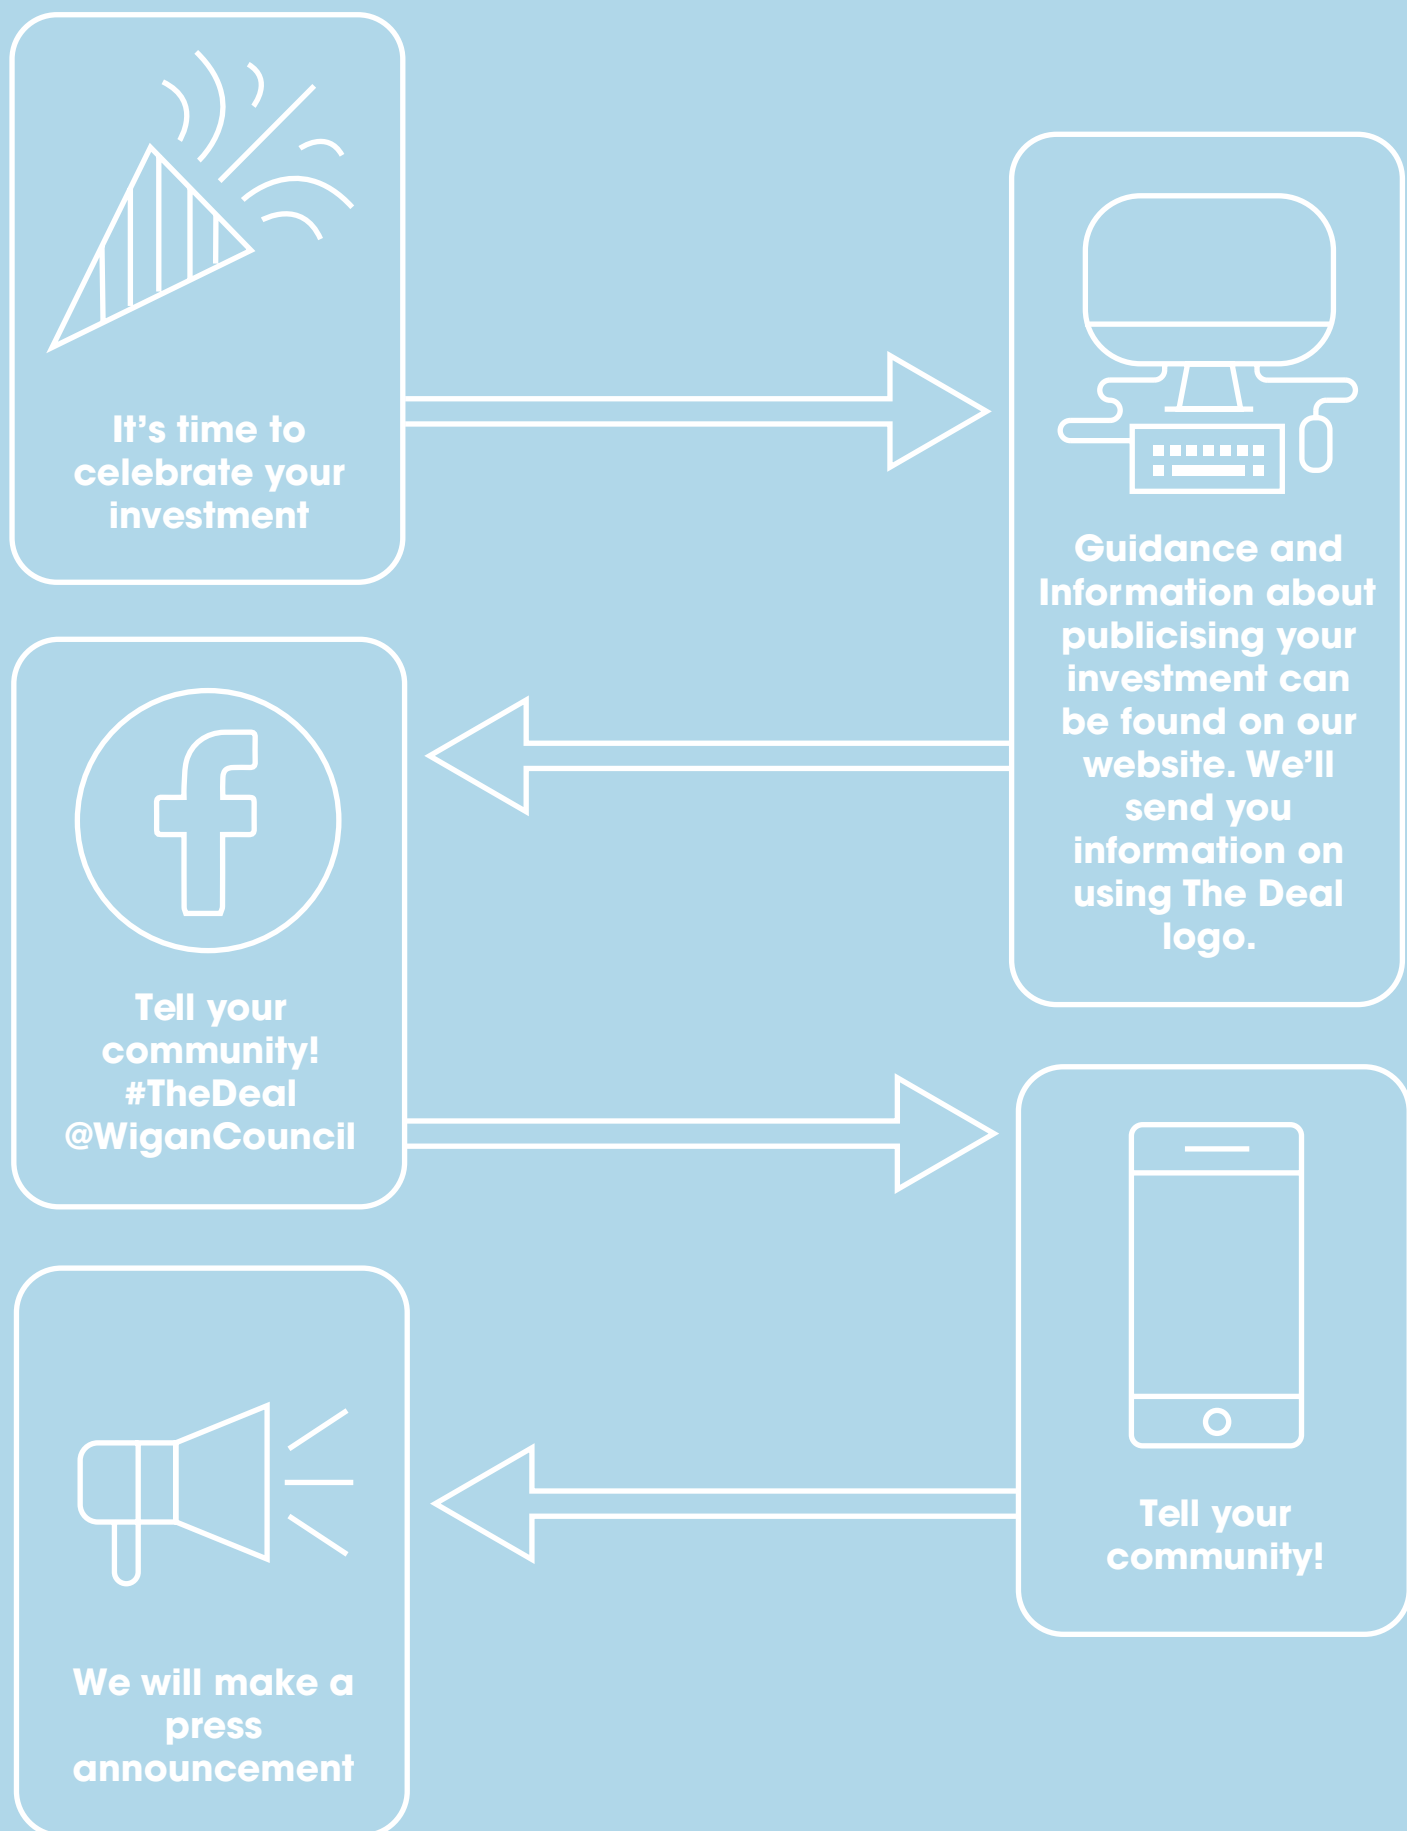 It's time to
celebrate your
investment
Guidance and
Information about
publicising your
investment can
be found on our
website. We'll
send you
information on
using The Deal
logo.
Tell your
community!
#TheDeal
@WiganCouncil
Tell your
community!
We will make a
press
announcement